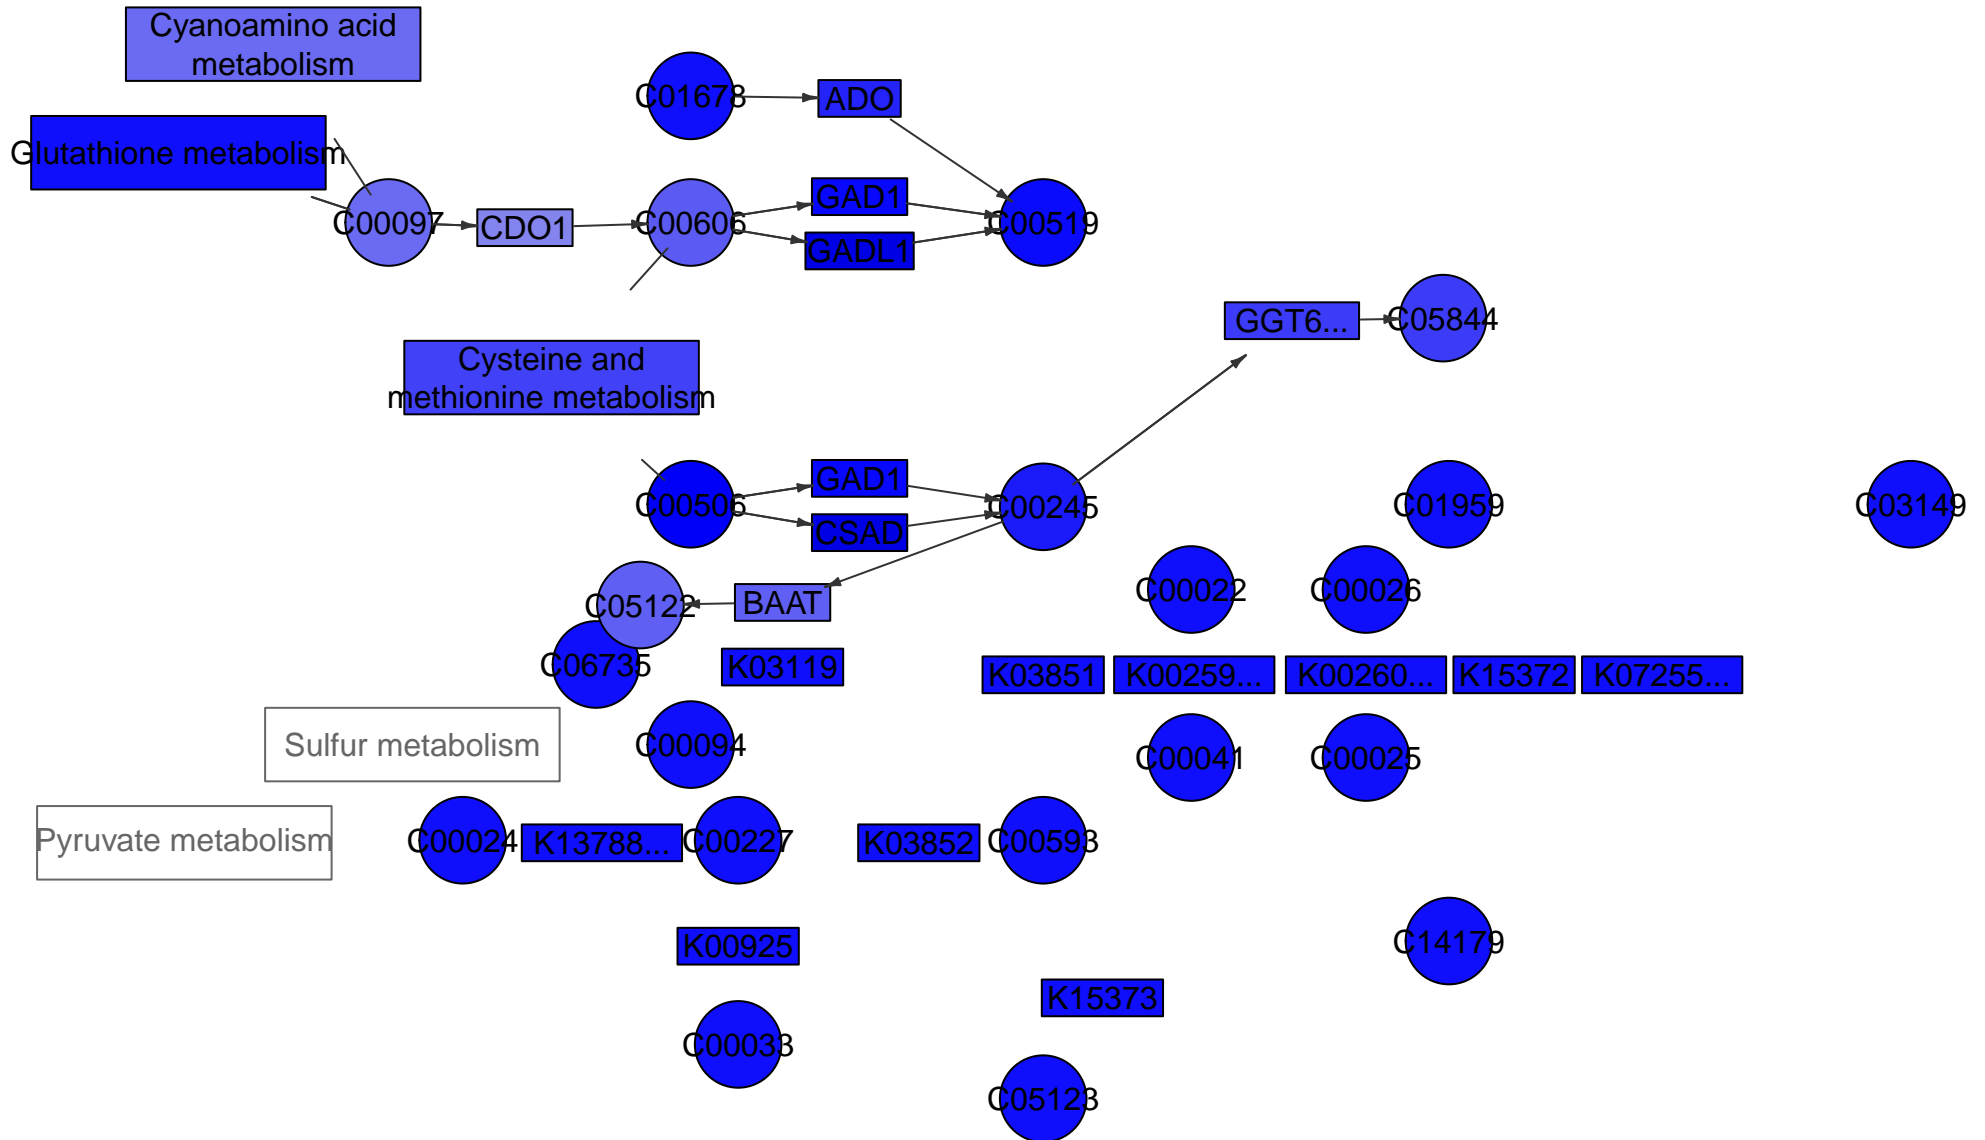 Cyanoamino acid
metabolism
C01678
ADO
Glutathione metabolism
C00097
CDO1
C00606
GAD1
GADL1
C00519
GGT6...
C05844
Cysteine and
methionine metabolism
C00506
GAD1
CSAD
C00245
C01959
C03149
C05122
BAAT
C00022
C00026
C06735
K03119
K03851
K00259...
K00260...
K15372
K07255...
Sulfur metabolism
C00094
C00041
C00025
Pyruvate metabolism
C00024
K13788...
C00227
K03852
C00593
K00925
C14179
K15373
C00033
C05123